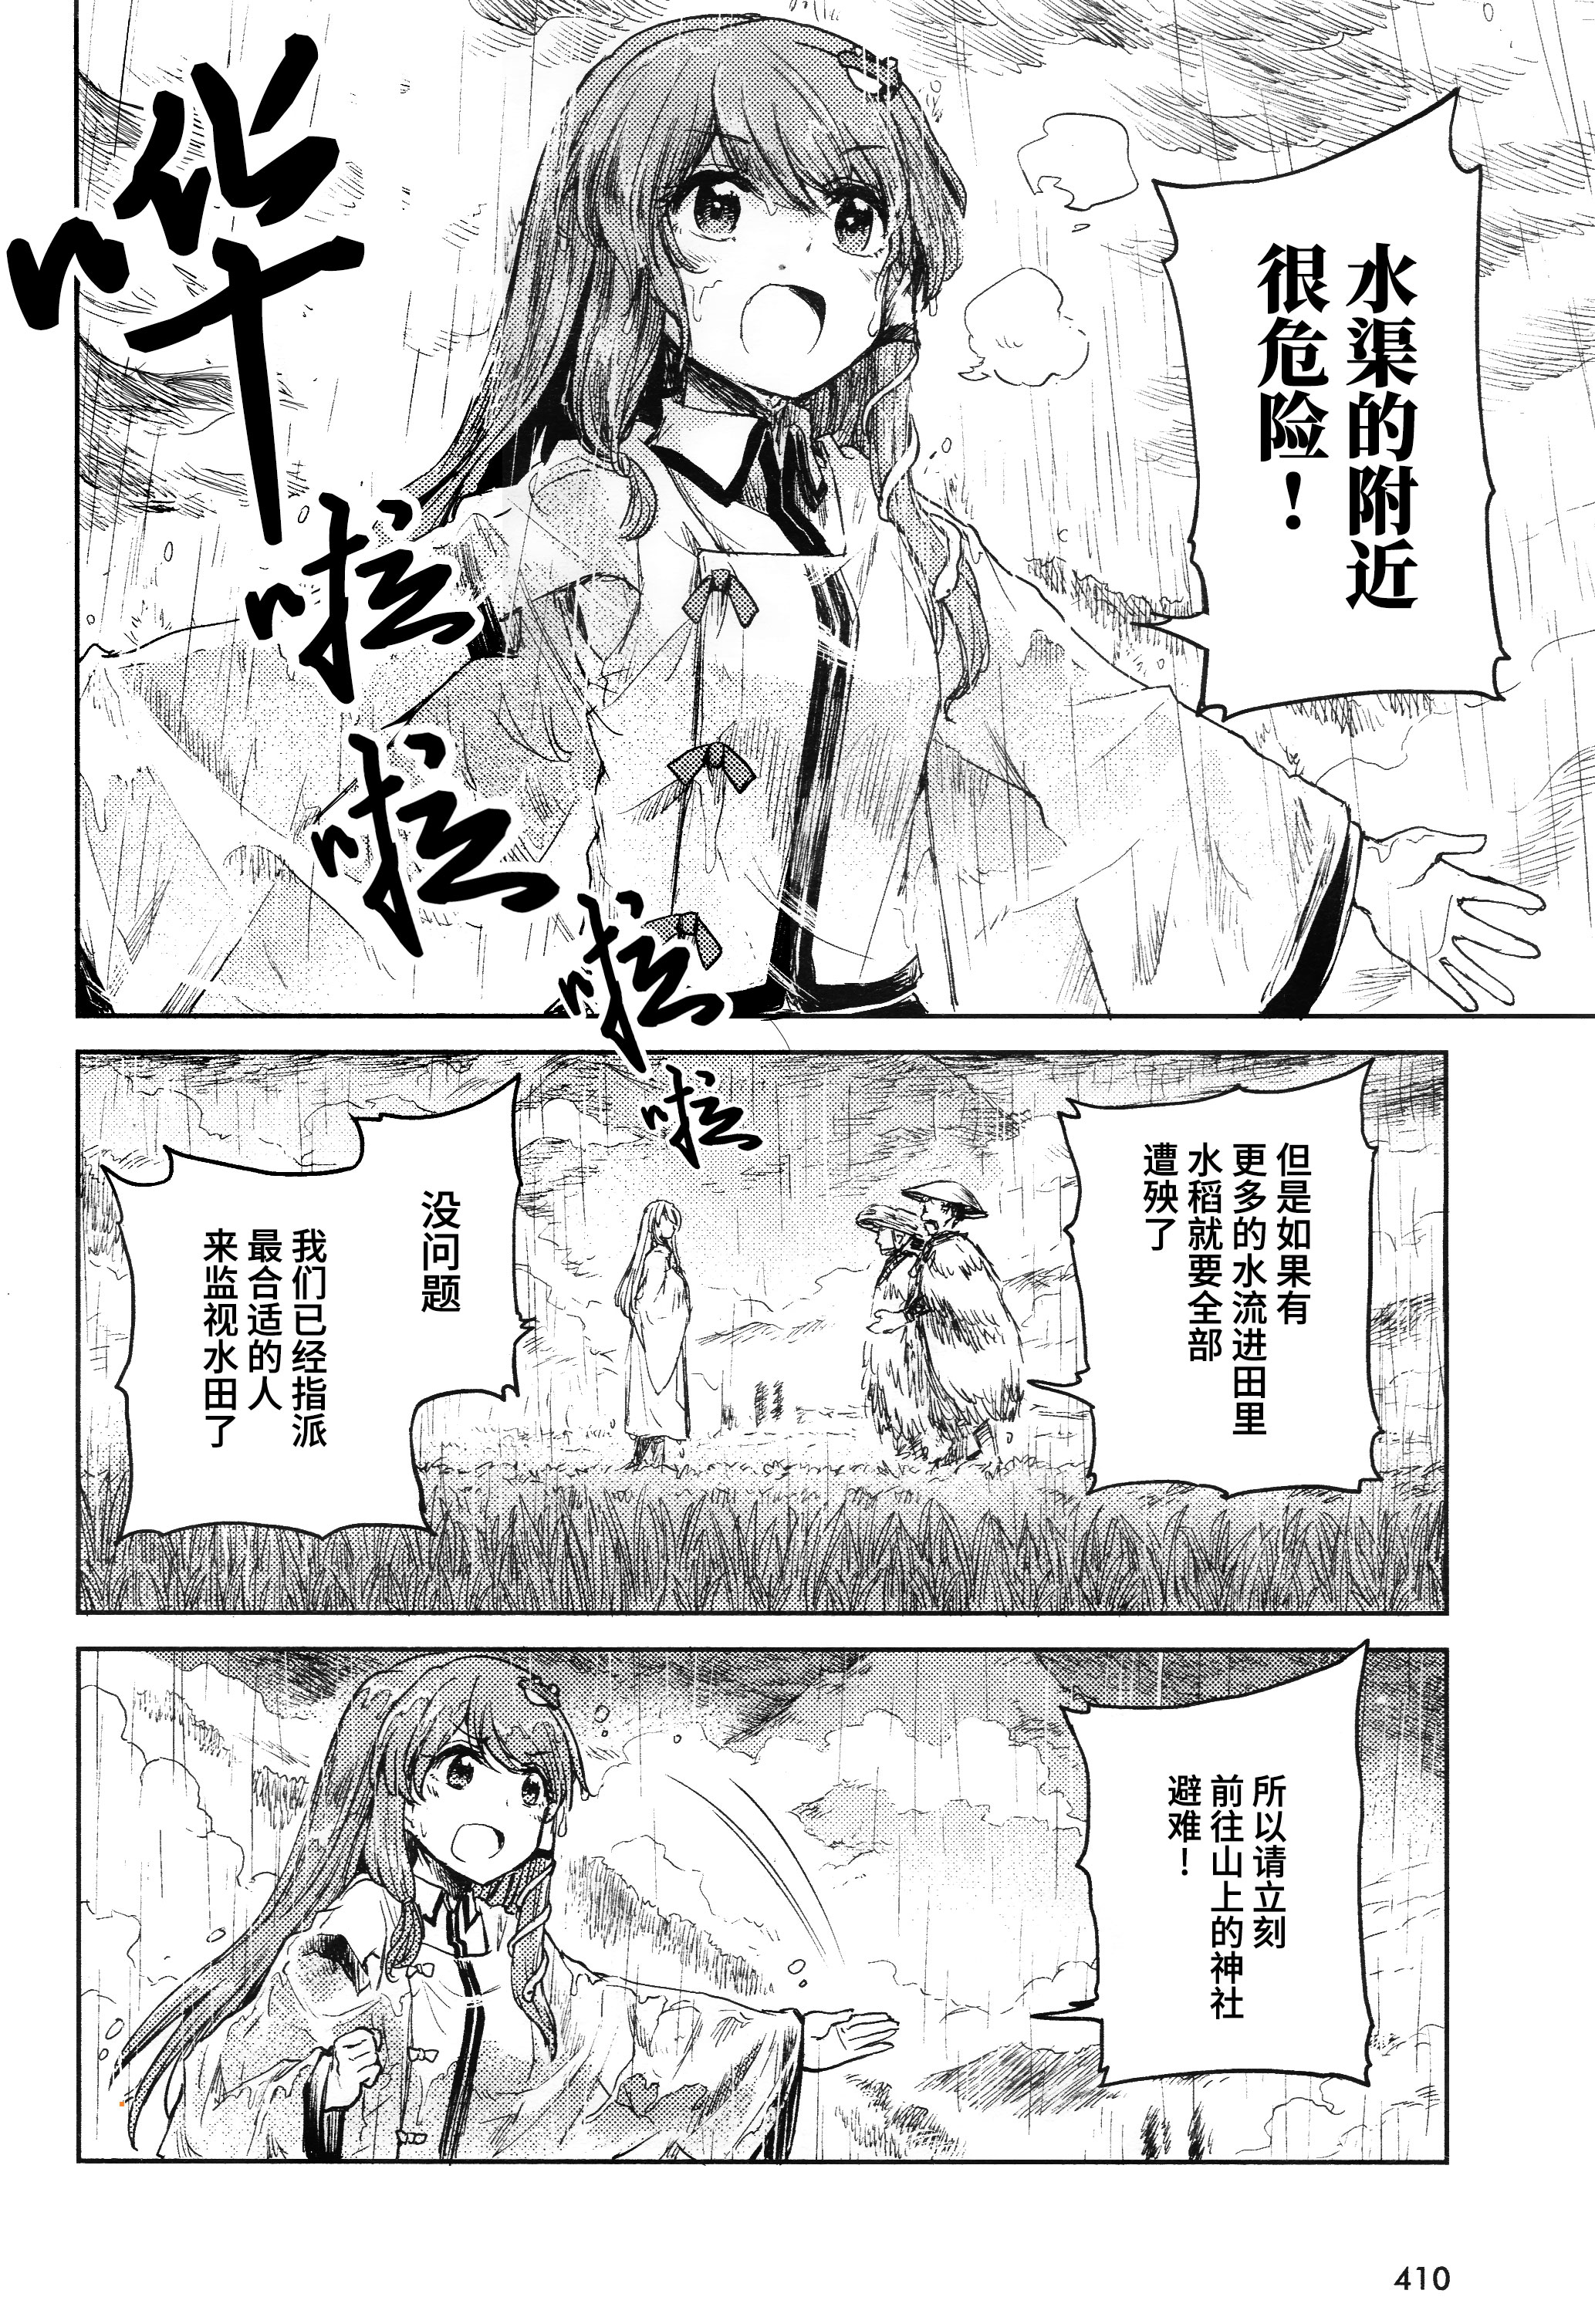 水渠的附近
很危险！
哗
啦
啦
啦
啦
但是如果有
更多的水流进田里
水稻就要全部
遭殃了
没问题
我们已经指派
最合适的人
来监视水田了
所以请立刻
前往山上的神社
避难！
410